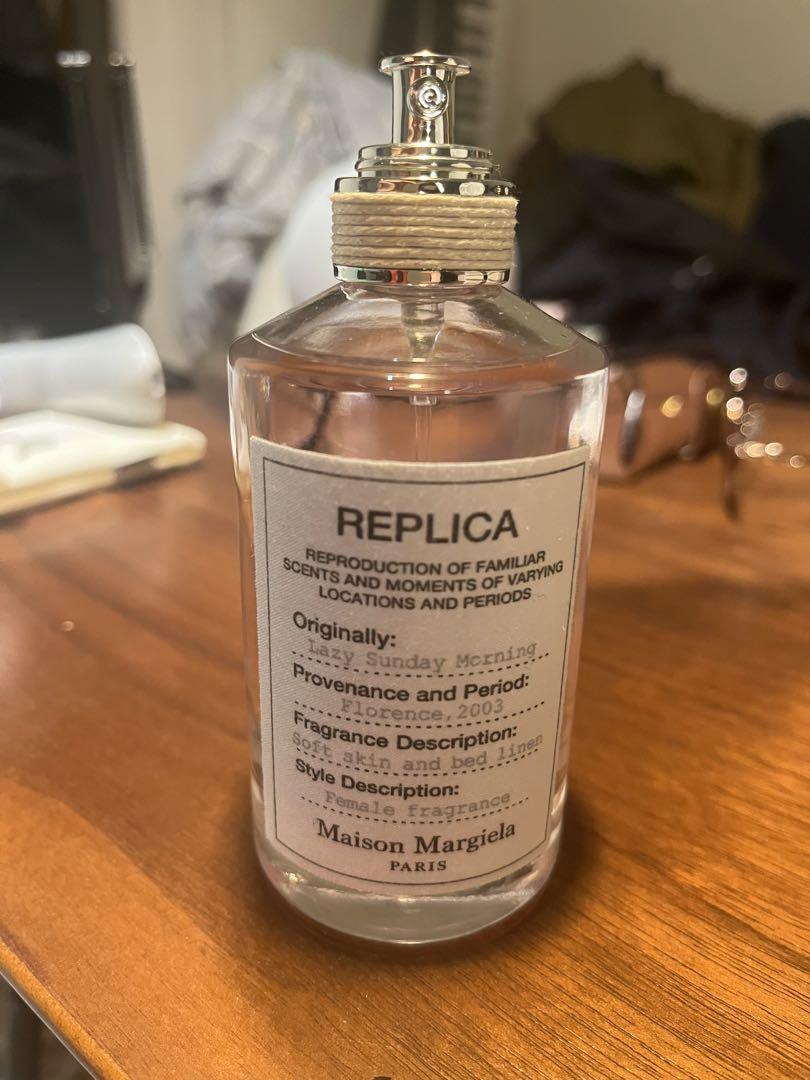 REPLICA
REPRODUCTION OF FAMILIAR
SCENTS AND MOMENTS OF VARYING
LOCATIONS AND PERIODS
Originally:
Lazy Sunday Morning
Provenance and Period:
Florence, 2003
Fragrance Description:
Soft skin and bed linen
Style Description:
Female fragrance
Maison Margiela
PARIS